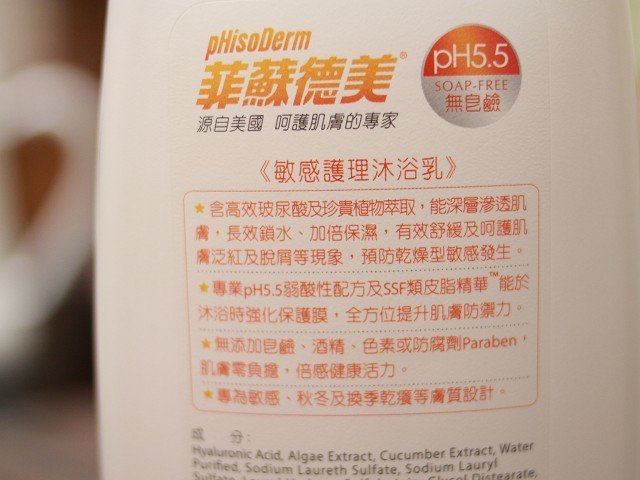 pHisoDerm
菲蘇德美®
源自美國 呵護肌膚的專家
pH5.5
SOAP-FREE
無皂鹼
《敏感護理沐浴乳》
★ 含高效玻尿酸及珍貴植物萃取，能深層滲透肌
膚，長效鎖水、加倍保濕，有效舒緩及呵護肌
膚泛紅及脫屑等現象，預防乾燥型敏感發生。
★ 專業pH5.5弱酸性配方及SSF類皮脂精華™能於
沐浴時強化保護膜，全方位提升肌膚防禦力。
★ 無添加皂鹼、酒精、色素或防腐劑Paraben，
肌膚零負擔，倍感健康活力。
★ 專為敏感、秋冬及換季乾癢等膚質設計。
成 分：
Hyaluronic Acid, Algae Extract, Cucumber Extract, Water
Purified, Sodium Laureth Sulfate, Sodium Lauryl
Glycol Distearate,